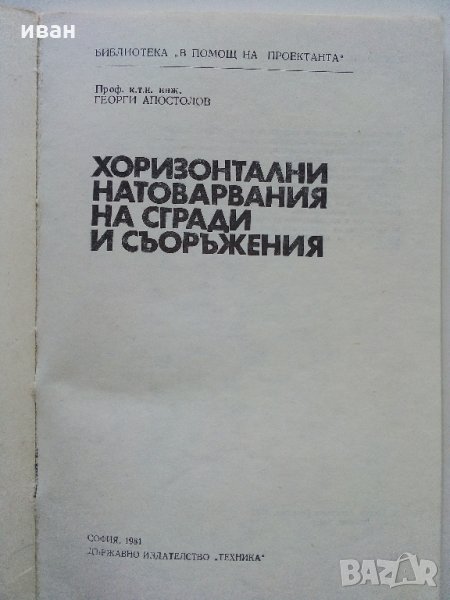 иван
БИБЛИОТЕКА „В ПОМОЩ НА ПРОЕКТАНТА“
Проф. к.т.н. инж.
ГЕОРГИ АПОСТОЛОВ
ХОРИЗОНТАЛНИ
НАТОВАРВАНИЯ
НА СГРАДИ
И СЪОРЪЖЕНИЯ
СОФИЯ, 1981
ДЪРЖАВНО ИЗДАТЕЛСТВО „ТЕХНИКА“
BAZAR